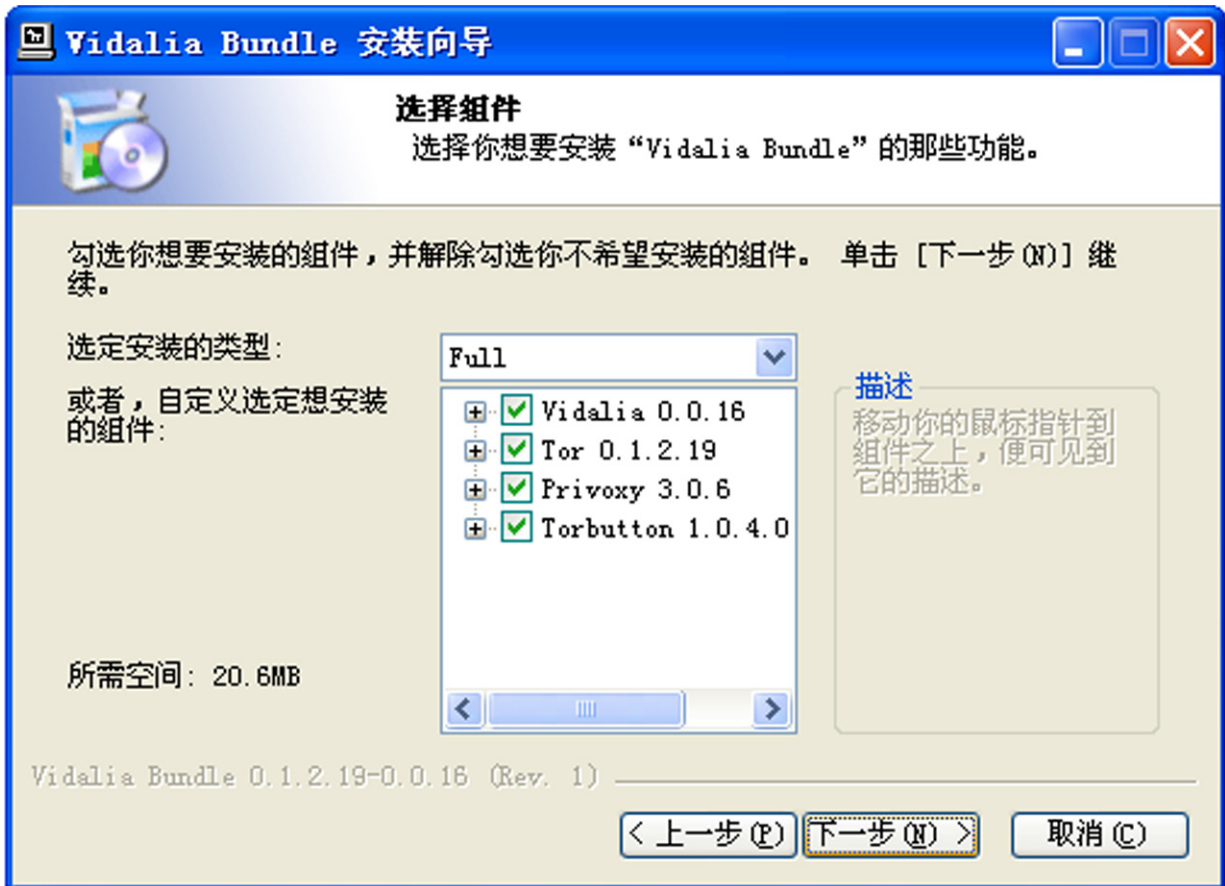 Vidalia Bundle 安装向导
选择组件
选择你想要安装“Vidalia Bundle”的那些功能。
勾选你想要安装的组件，并解除勾选你不希望安装的组件。 单击 [下一步(N)] 继
续。
选定安装的类型:
Full
或者，自定义选定想安装
的组件:
Vidalia 0.0.16
Tor 0.1.2.19
Privoxy 3.0.6
Torbutton 1.0.4.0
描述
移动你的鼠标指针到
组件之上，便可见到
它的描述。
所需空间: 20.6MB
Vidalia Bundle 0.1.2.19-0.0.16 (Rev. 1)
< 上一步(P)
下一步(N) >
取消(C)